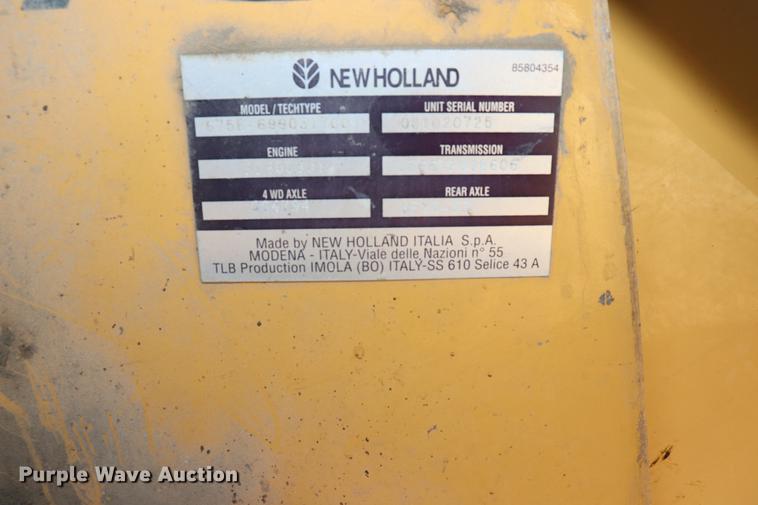 NEW HOLLAND
85804354
MODEL / TECHTYPE
UNIT SERIAL NUMBER
031020725
ENGINE
TRANSMISSION
4 WD AXLE
REAR AXLE
Made by NEW HOLLAND ITALIA S.p.A.
MODENA - ITALY-Viale delle Nazioni n° 55
TLB Production IMOLA (BO) ITALY-SS 610 Selice 43 A
Purple Wave Auction